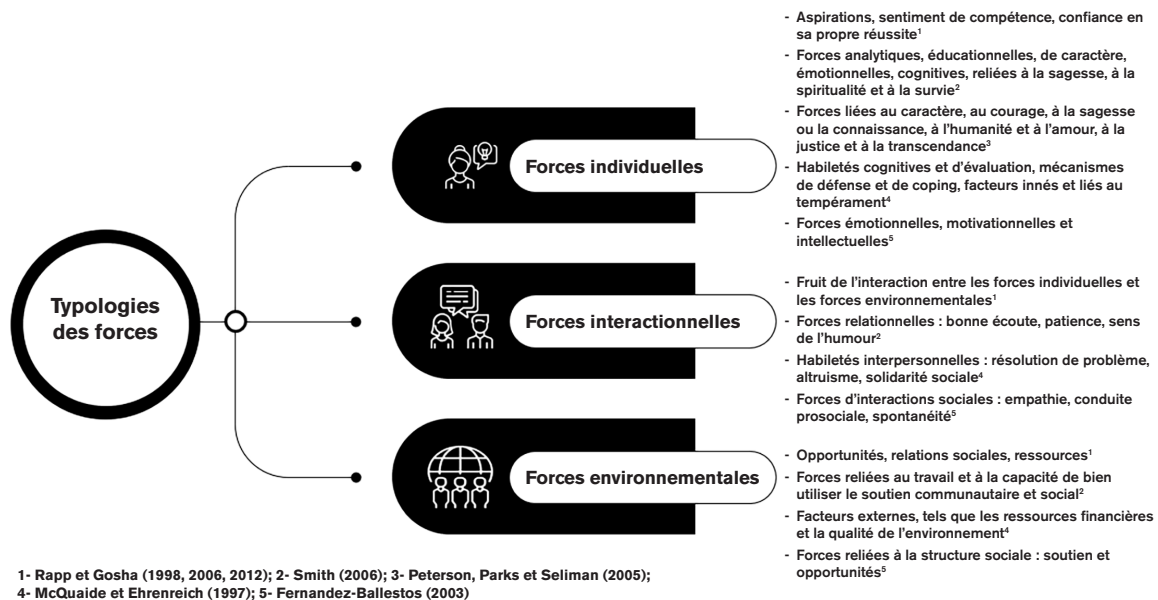 Typologies
des forces
Forces individuelles
- Aspirations, sentiment de compétence, confiance en
sa propre réussite¹
- Forces analytiques, éducationnelles, de caractère,
émotionnelles, cognitives, reliées à la sagesse, à la
spiritualité et à la survie²
- Forces liées au caractère, au courage, à la sagesse
ou la connaissance, à l'humanité et à l'amour, à la
justice et à la transcendance³
- Habiletés cognitives et d'évaluation, mécanismes
de défense et de coping, facteurs innés et liés au
tempérament⁴
- Forces émotionnelles, motivationnelles et
intellectuelles⁵
Forces interactionnelles
- Fruit de l'interaction entre les forces individuelles et
les forces environnementales¹
- Forces relationnelles : bonne écoute, patience, sens
de l'humour²
- Habiletés interpersonnelles : résolution de problème,
altruisme, solidarité sociale⁴
- Forces d'interactions sociales : empathie, conduite
prosociale, spontanéité⁵
Forces environnementales
- Opportunités, relations sociales, ressources¹
- Forces reliées au travail et à la capacité de bien
utiliser le soutien communautaire et social²
- Facteurs externes, tels que les ressources financières
et la qualité de l'environnement⁴
- Forces reliées à la structure sociale : soutien et
opportunités⁵
1- Rapp et Gosha (1998, 2006, 2012); 2- Smith (2006); 3- Peterson, Parks et Seliman (2005);
4- McQuaide et Ehrenreich (1997); 5- Fernandez-Ballestos (2003)